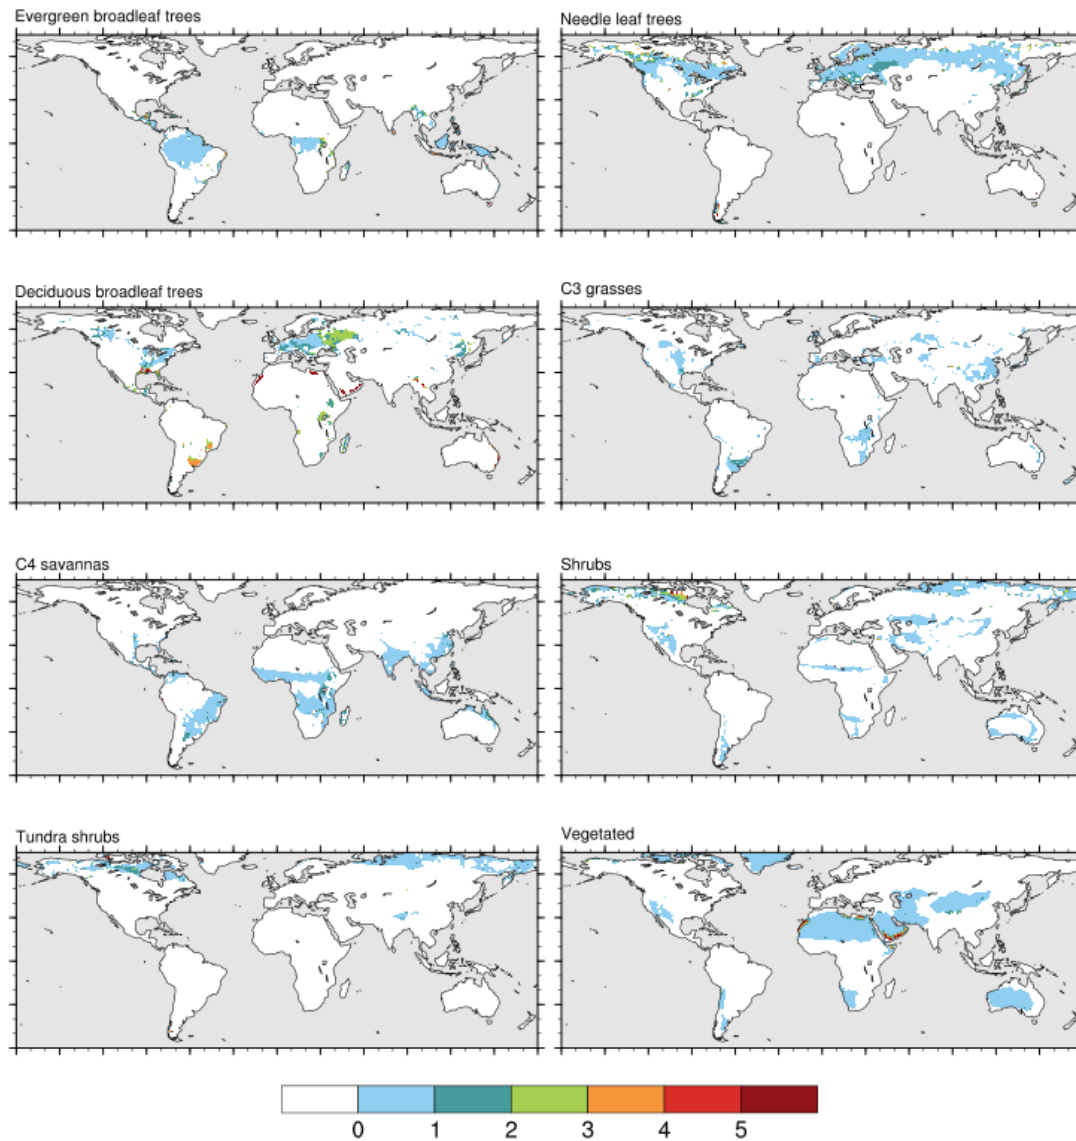 Evergreen broadleaf trees
Needle leaf trees
Deciduous broadleaf trees
C3 grasses
C4 savannas
Shrubs
Tundra shrubs
Vegetated
0 1 2 3 4 5